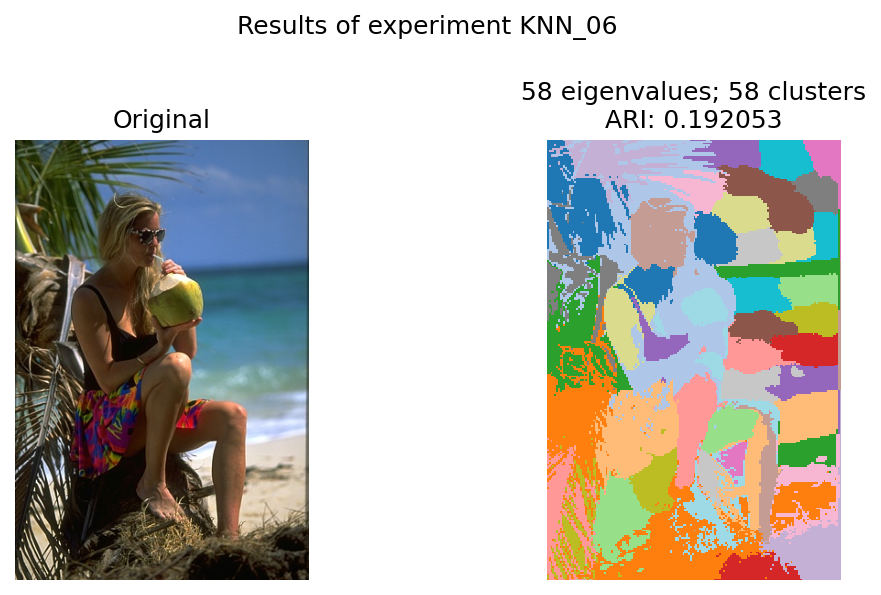 Results of experiment KNN_06
Original
58 eigenvalues; 58 clusters
ARI: 0.192053